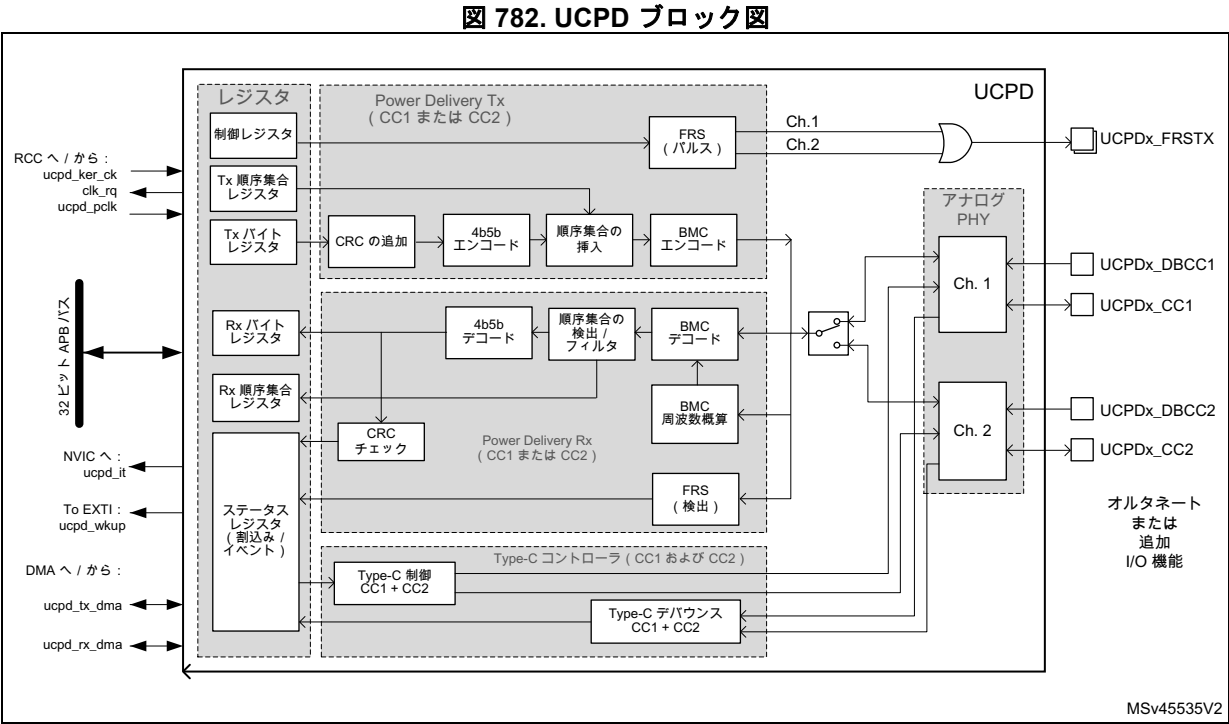 図 782. UCPD ブロック図
UCPD
レジスタ
制御レジスタ
Tx 順序集合
レジスタ
Tx バイト
レジスタ
Rx バイト
レジスタ
Rx 順序集合
レジスタ
ステータス
レジスタ
( 割込み /
イベント )
Power Delivery Tx
( CC1 または CC2 )
FRS
( パルス )
Ch.1
Ch.2
CRC の追加
4b5b
エンコード
順序集合の
挿入
BMC
エンコード
4b5b
デコード
順序集合の
検出 /
フィルタ
BMC
デコード
BMC
周波数概算
CRC
チェック
Power Delivery Rx
( CC1 または CC2 )
FRS
( 検出 )
Type-C コントローラ ( CC1 および CC2 )
Type-C 制御
CC1 + CC2
Type-C デバウンス
CC1 + CC2
アナログ
PHY
Ch. 1
Ch. 2
RCC へ / から :
ucpd_ker_ck
clk_rq
ucpd_pclk
32 ビット APB バス
NVIC へ :
ucpd_it
To EXTI :
ucpd_wkup
DMA へ / から :
ucpd_tx_dma
ucpd_rx_dma
UCPDx_FRSTX
UCPDx_DBCC1
UCPDx_CC1
UCPDx_DBCC2
UCPDx_CC2
オルタネート
または
追加
I/O 機能
MSv45535V2